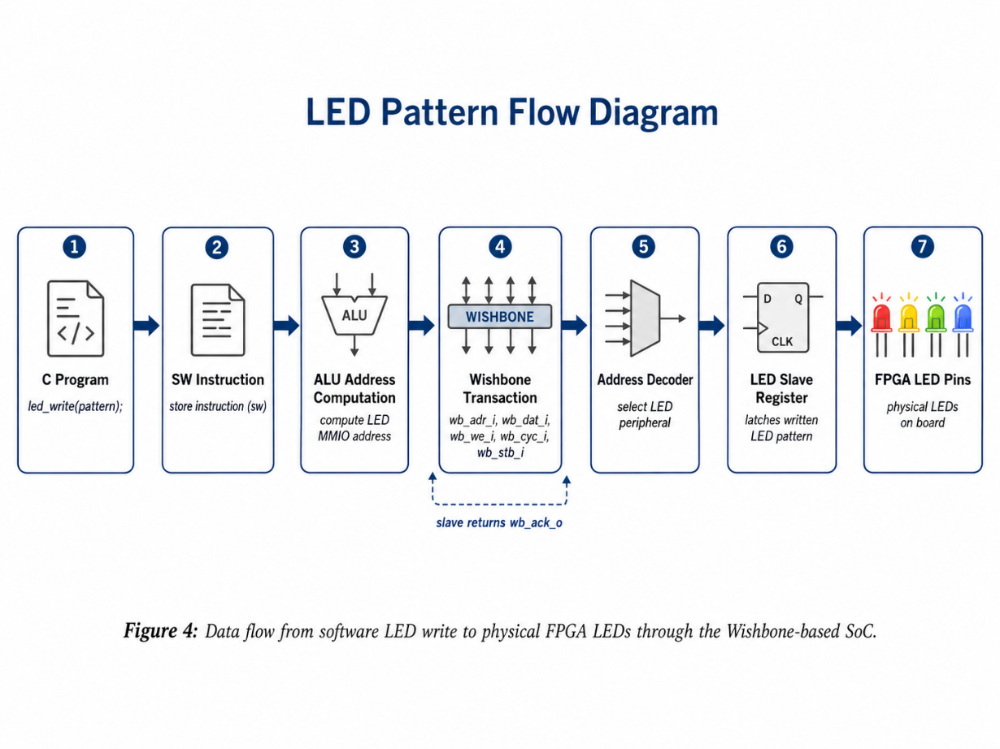 LED Pattern Flow Diagram
1
2
3
4
5
6
7
ALU
WISHBONE
D Q
CLK
C Program
led_write(pattern);
SW Instruction
store instruction (sw)
ALU Address
Computation
compute LED
MMIO address
Wishbone
Transaction
wb_adr_i, wb_dat_i,
wb_we_i, wb_cyc_i,
wb_stb_i
Address Decoder
select LED
peripheral
LED Slave
Register
latches written
LED pattern
FPGA LED Pins
physical LEDs
on board
slave returns wb_ack_o
Figure 4: Data flow from software LED write to physical FPGA LEDs through the Wishbone-based SoC.